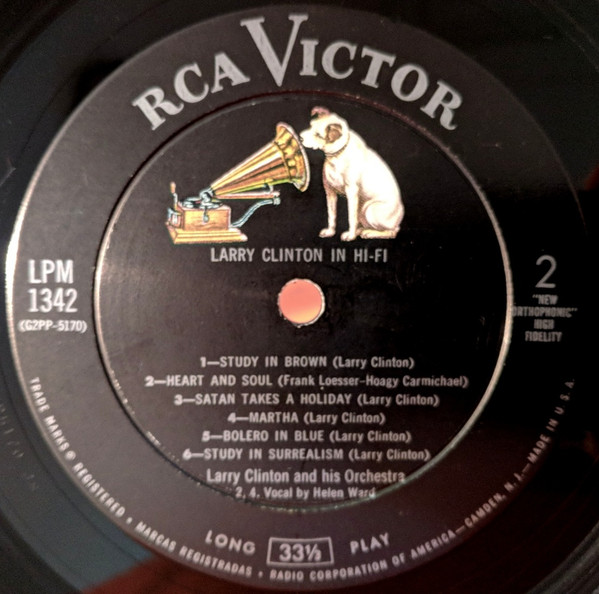 RCA VICTOR
LARRY CLINTON IN HI-FI
LPM
1342
(G2PP-5170)
2
"NEW
ORTHOPHONIC"
HIGH
FIDELITY
1—STUDY IN BROWN (Larry Clinton)
2—HEART AND SOUL (Frank Loesser-Hoagy Carmichael)
3—SATAN TAKES A HOLIDAY (Larry Clinton)
4—MARTHA (Larry Clinton)
5—BOLERO IN BLUE (Larry Clinton)
6—STUDY IN SURREALISM (Larry Clinton)
Larry Clinton and his Orchestra
2, 4. Vocal by Helen Ward
LONG 33⅓ PLAY
TRADE MARKS ® REGISTERED • MARCAS REGISTRADAS • RADIO CORPORATION OF AMERICA—CAMDEN, N. J.—MADE IN U.S.A.